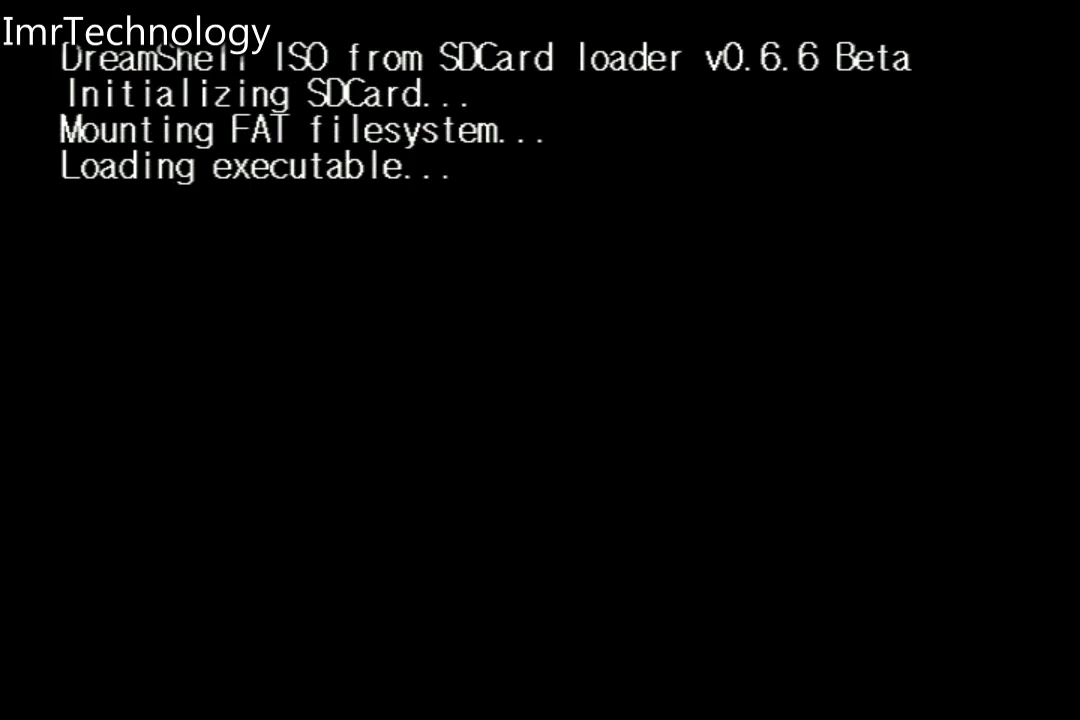 ImrTechnology
DreamShell ISO from SDCard loader v0.6.6 Beta
Initializing SDCard...
Mounting FAT filesystem...
Loading executable...